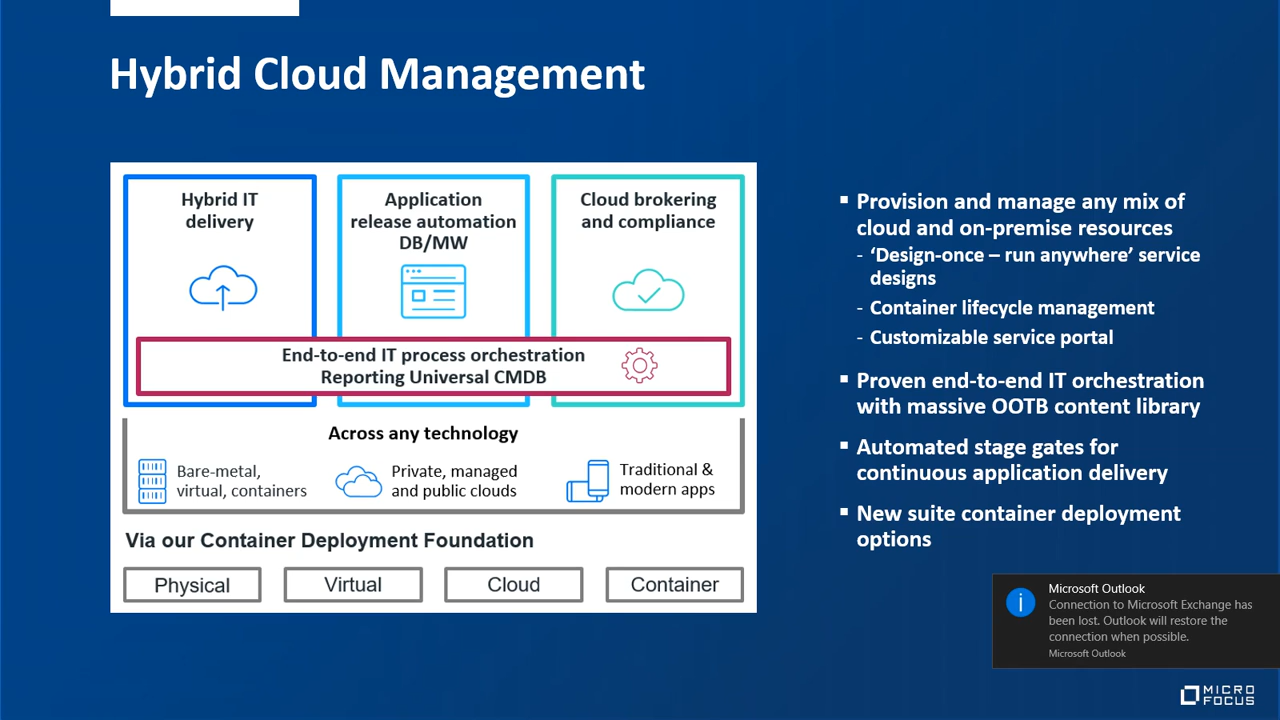 Hybrid Cloud Management
Hybrid IT
delivery
Application
release automation
DB/MW
Cloud brokering
and compliance
End-to-end IT process orchestration
Reporting Universal CMDB
Across any technology
Bare-metal,
virtual, containers
Private, managed
and public clouds
Traditional &
modern apps
Via our Container Deployment Foundation
Physical
Virtual
Cloud
Container
▪ Provision and manage any mix of
cloud and on-premise resources
- ‘Design-once – run anywhere’ service
designs
- Container lifecycle management
- Customizable service portal
▪ Proven end-to-end IT orchestration
with massive OOTB content library
▪ Automated stage gates for
continuous application delivery
▪ New suite container deployment
options
Microsoft Outlook
Connection to Microsoft Exchange has
been lost. Outlook will restore the
connection when possible.
Microsoft Outlook
MICRO
FOCUS